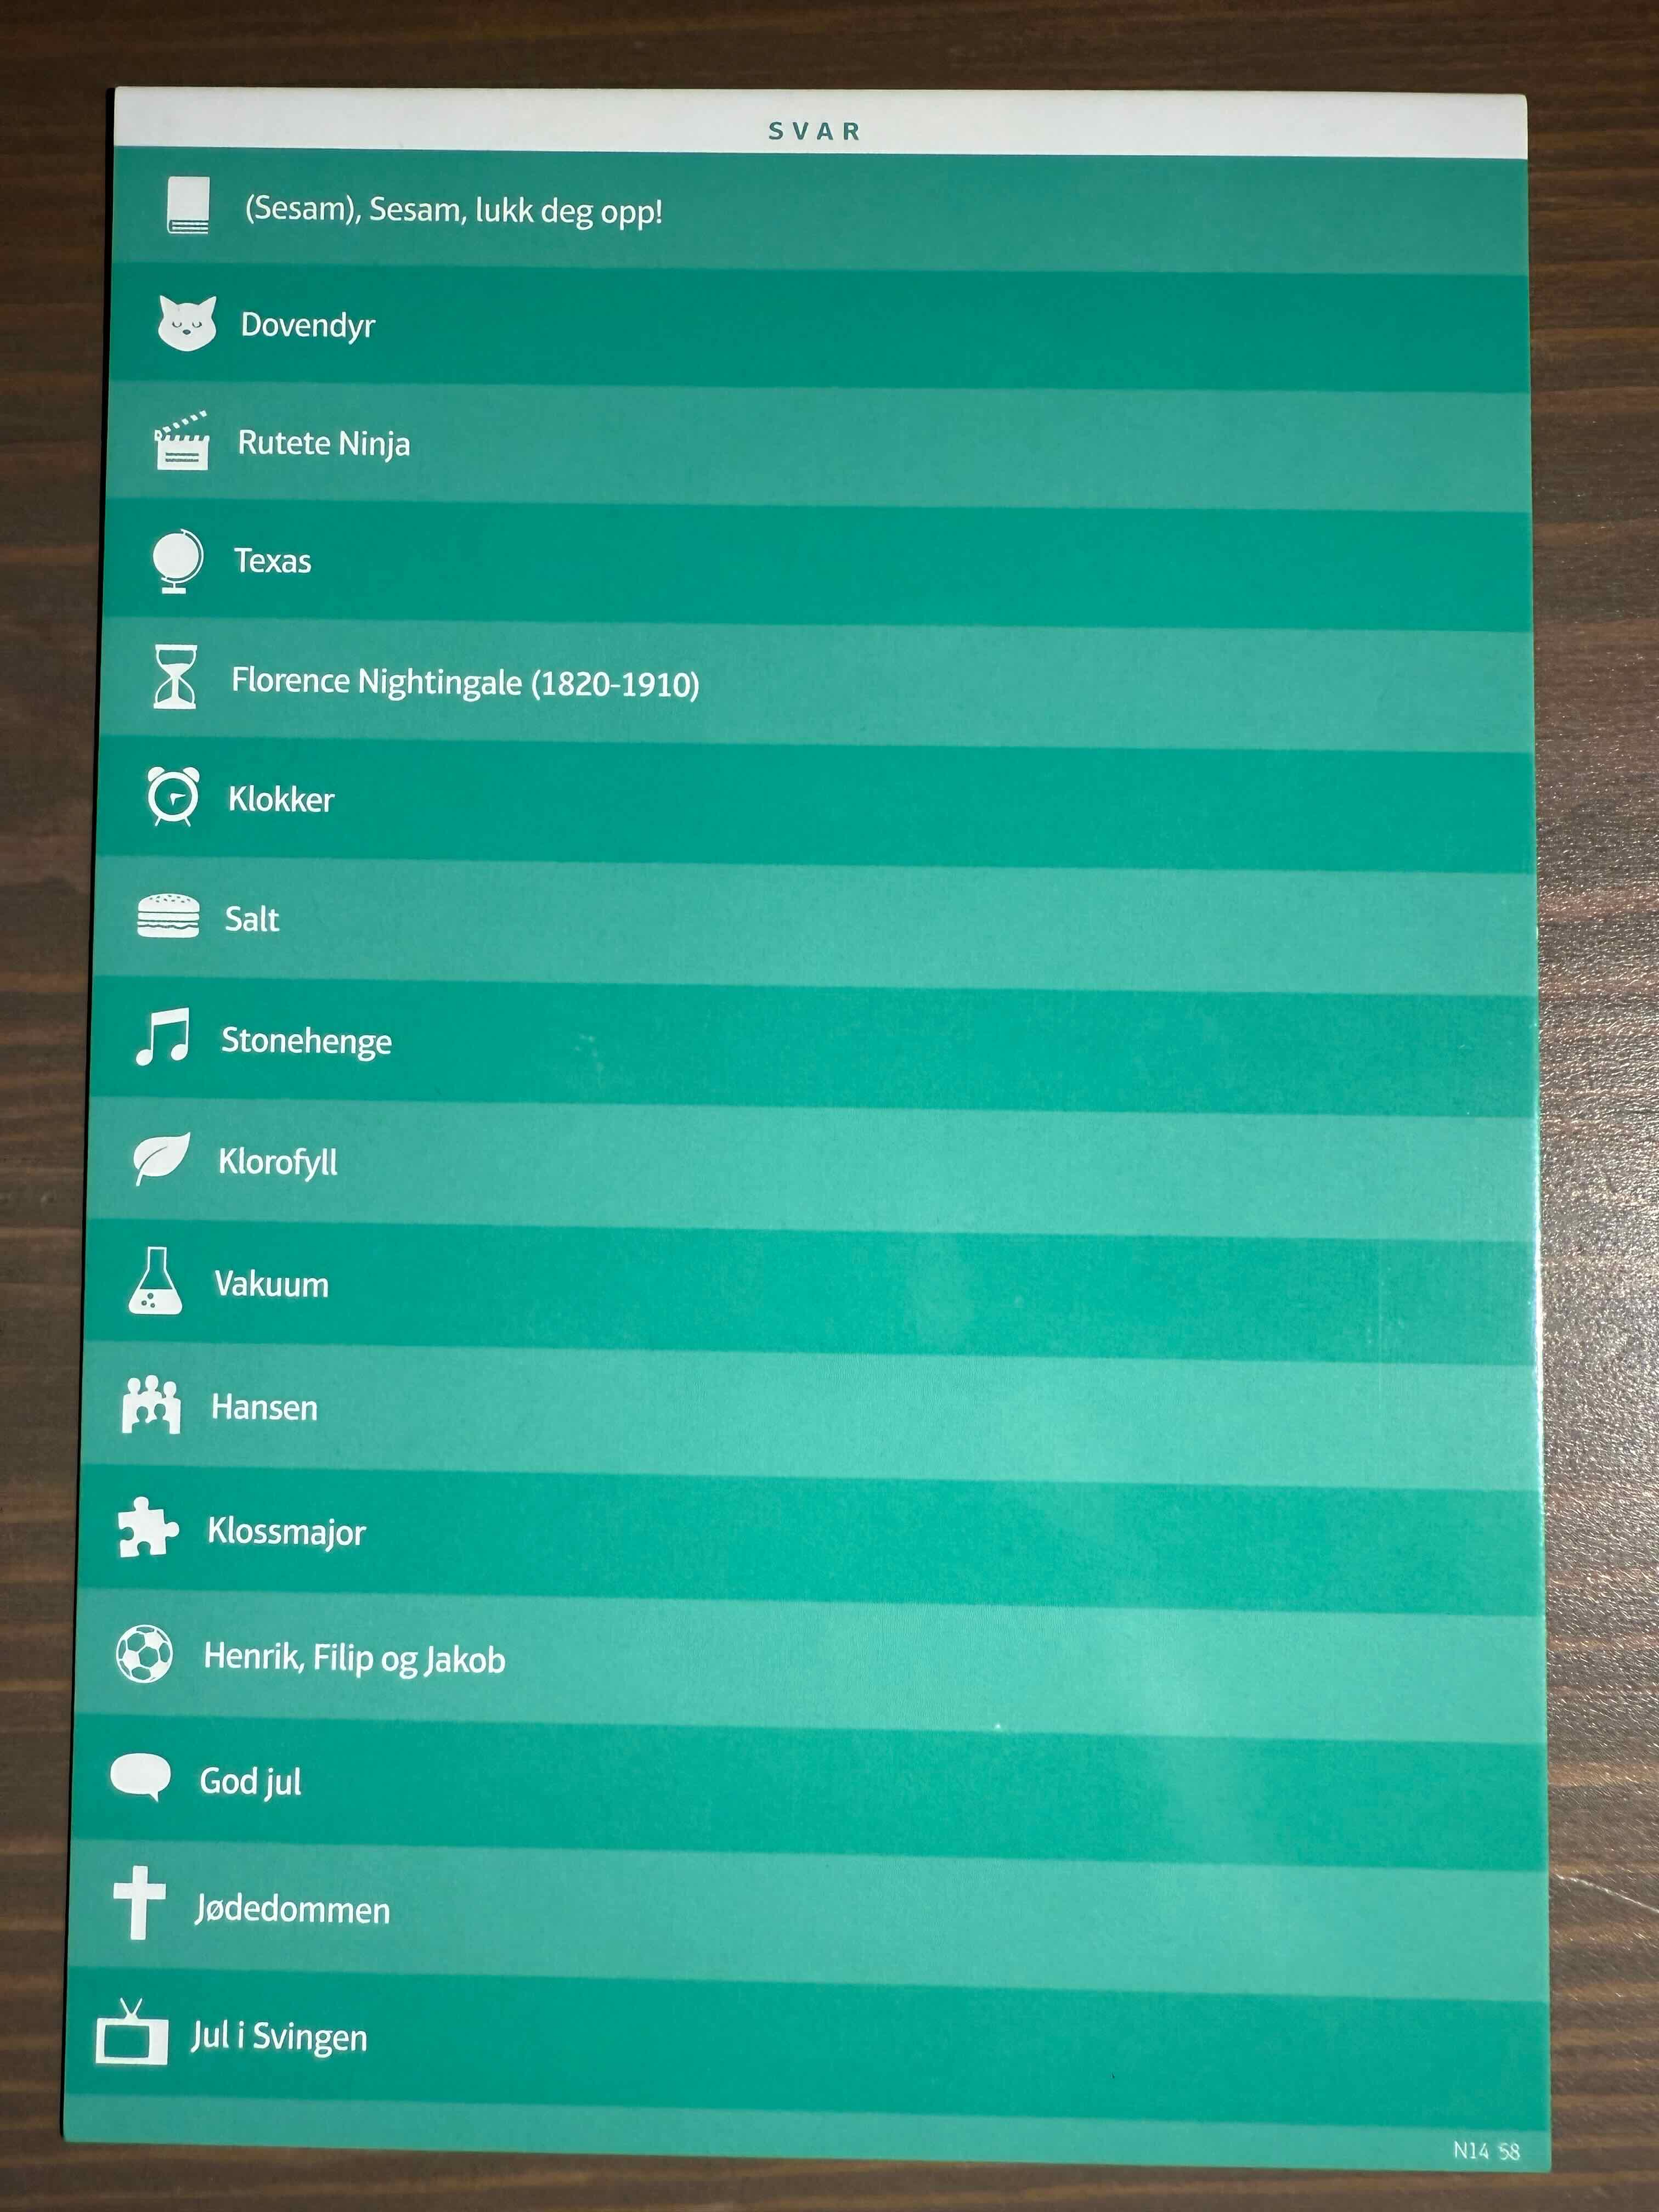 SVAR
(Sesam), Sesam, lukk deg opp!
Dovendyr
Rutete Ninja
Texas
Florence Nightingale (1820-1910)
Klokker
Salt
Stonehenge
Klorofyll
Vakuum
Hansen
Klossmajor
Henrik, Filip og Jakob
God jul
Jødedommen
Jul i Svingen
N14 58